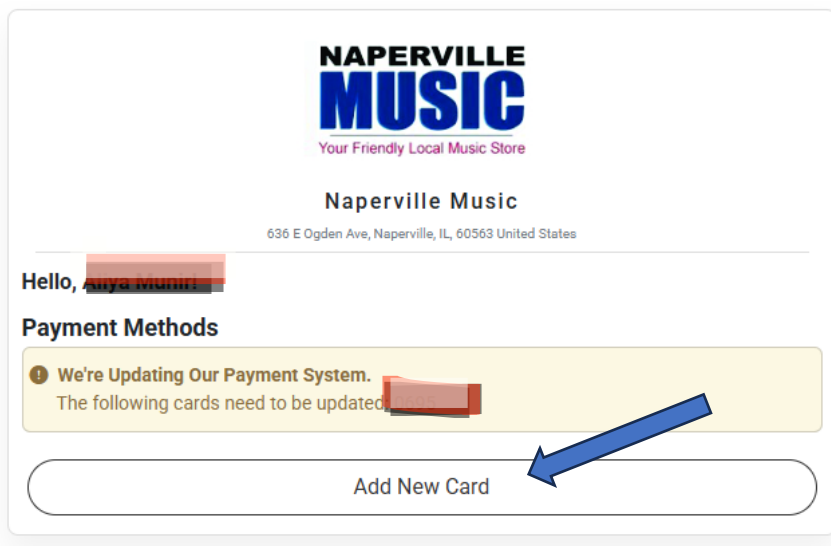 NAPERVILLE
MUSIC
Your Friendly Local Music Store
Naperville Music
636 E Ogden Ave, Naperville, IL, 60563 United States
Hello,
Payment Methods
We're Updating Our Payment System.
The following cards need to be updated:
Add New Card